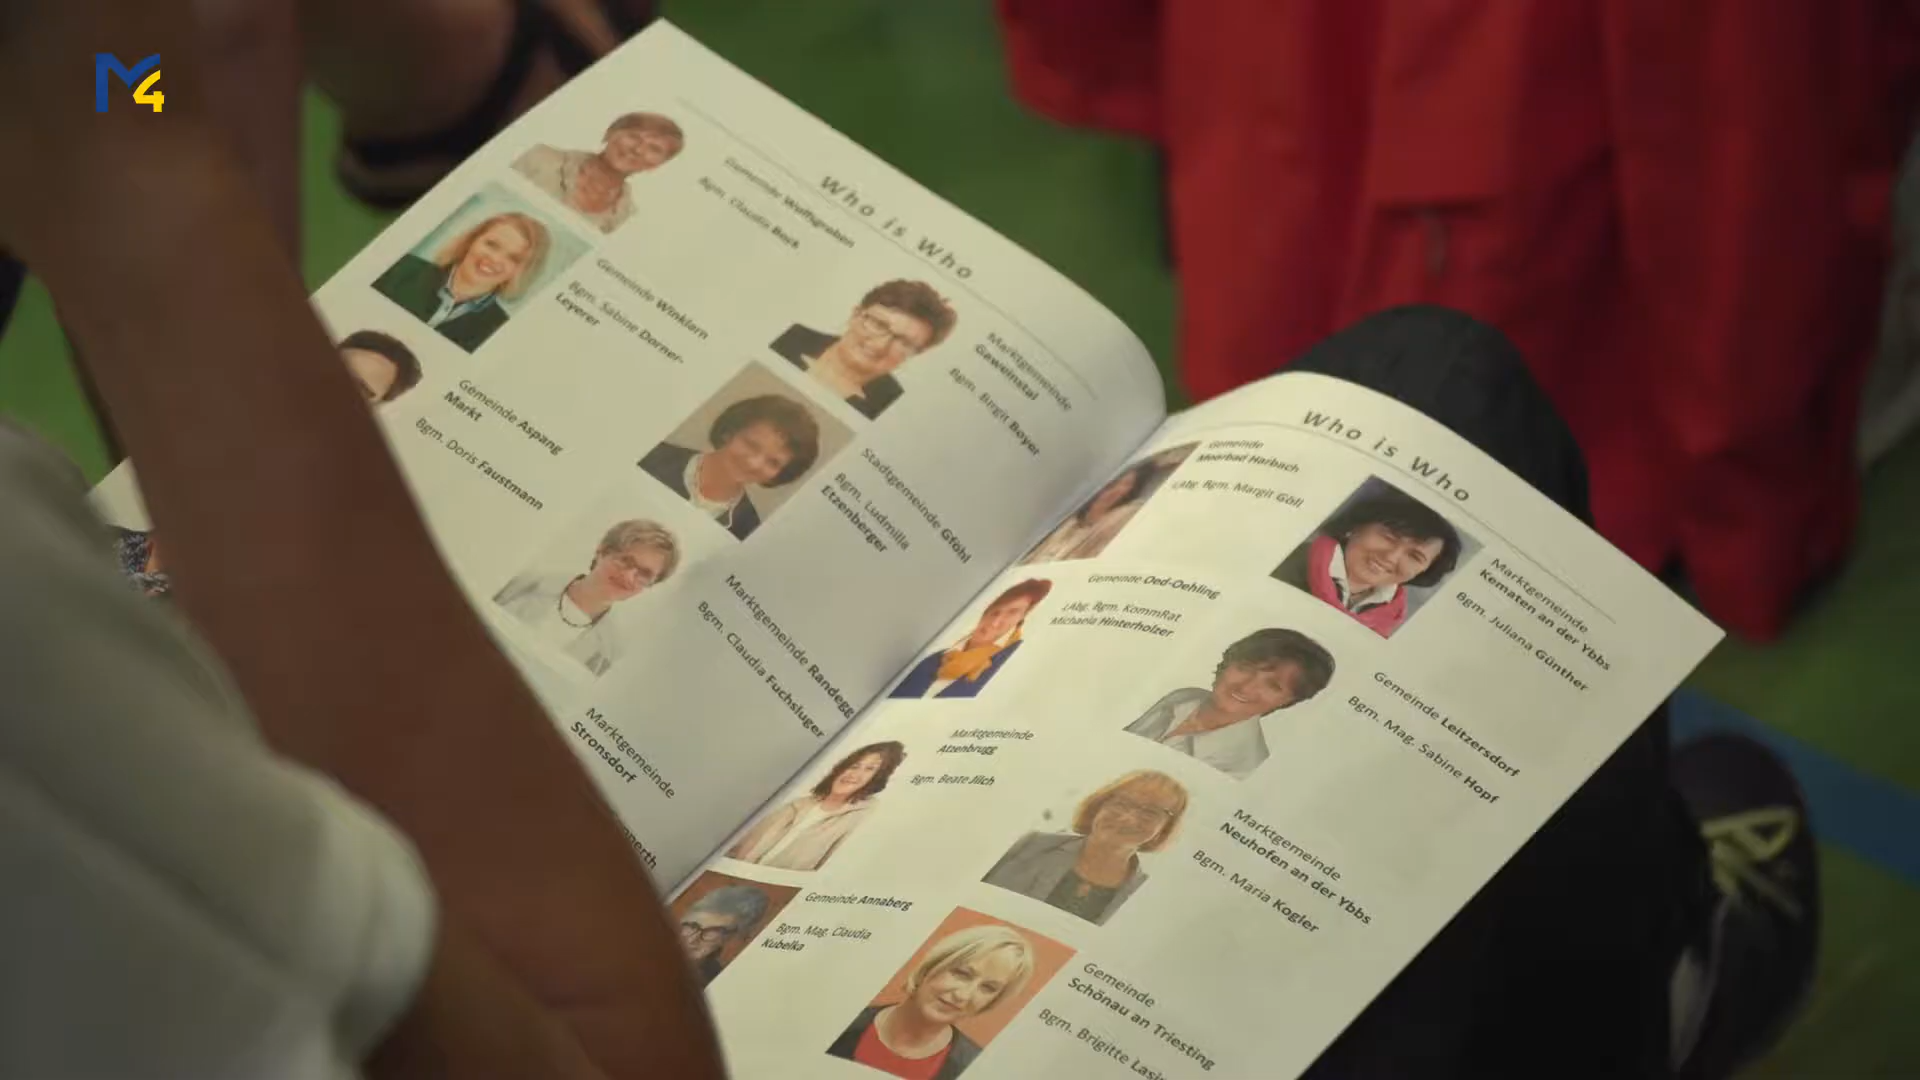 M4
Who is Who
Gemeinde Wolfsgraben
Bgm. Claudia Bock
Gemeinde Winklarn
Bgm. Sabine Dorner-
Leyerer
Gemeinde Aspang
Markt
Bgm. Doris Faustmann
Marktgemeinde
Gaweinstal
Bgm. Birgit Boyer
Stadtgemeinde Gföhl
Bgm. Ludmilla
Etzenberger
Marktgemeinde Randegg
Bgm. Claudia Fuchsluger
Marktgemeinde
Stronsdorf
Who is Who
Gemeinde
Moorbad Harbach
LAbg. Bgm. Margit Göll
Gemeinde Oed-Oehling
LAbg. Bgm. KommRat
Michaela Hinterholzer
Marktgemeinde
Atzenbrugg
Bgm. Beate Jilch
Gemeinde Annaberg
Bgm. Mag. Claudia
Kubelka
Marktgemeinde
Kematen an der Ybbs
Bgm. Juliana Günther
Gemeinde Leitzersdorf
Bgm. Mag. Sabine Hopf
Marktgemeinde
Neuhofen an der Ybbs
Bgm. Maria Kogler
Gemeinde
Schönau an Triesting
Bgm. Brigitte